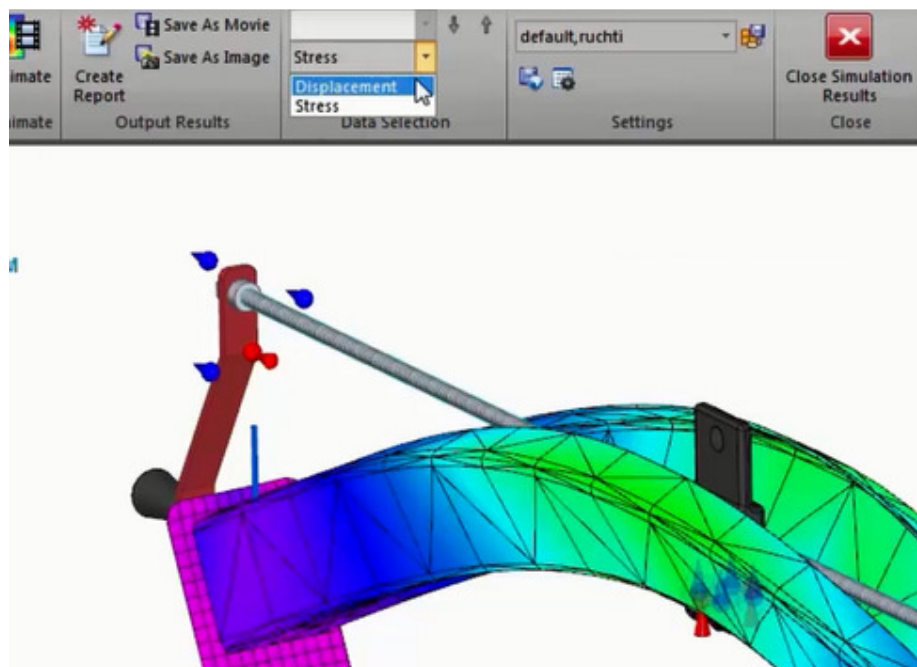 imate
Create
Report
Save As Movie
Save As Image
imate
Output Results
Stress
Displacement
Stress
Data Selection
default,ruchti
Settings
Close Simulation
Results
Close
M